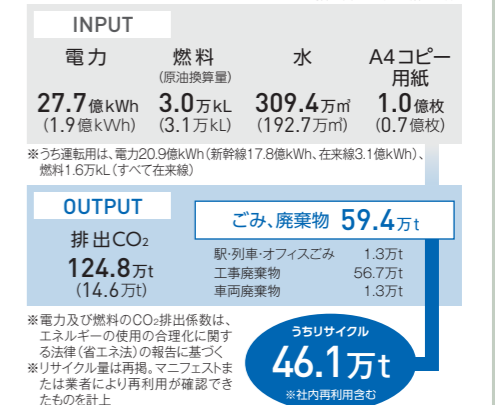 INPUT
電力 燃料 水 A4コピー
(原油換算量) 用紙
27.7億kWh 3.0万kL 309.4万㎥ 1.0億枚
(1.9億kWh) (3.1万kL) (192.7万㎥) (0.7億枚)
※うち運転用は、電力20.9億kWh(新幹線17.8億kWh、在来線3.1億kWh)、
燃料1.6万kL(すべて在来線)
OUTPUT
排出CO₂
124.8万t
(14.6万t)
ごみ、廃棄物 59.4万t
駅・列車・オフィスごみ 1.3万t
工事廃棄物 56.7万t
車両廃棄物 1.3万t
※電力及び燃料のCO₂排出係数は、
エネルギーの使用の合理化に関す
る法律(省エネ法)の報告に基づく
※リサイクル量は再掲。マニフェストま
たは業者により再利用が確認でき
たものを計上
うちリサイクル
46.1万t
※社内再利用含む